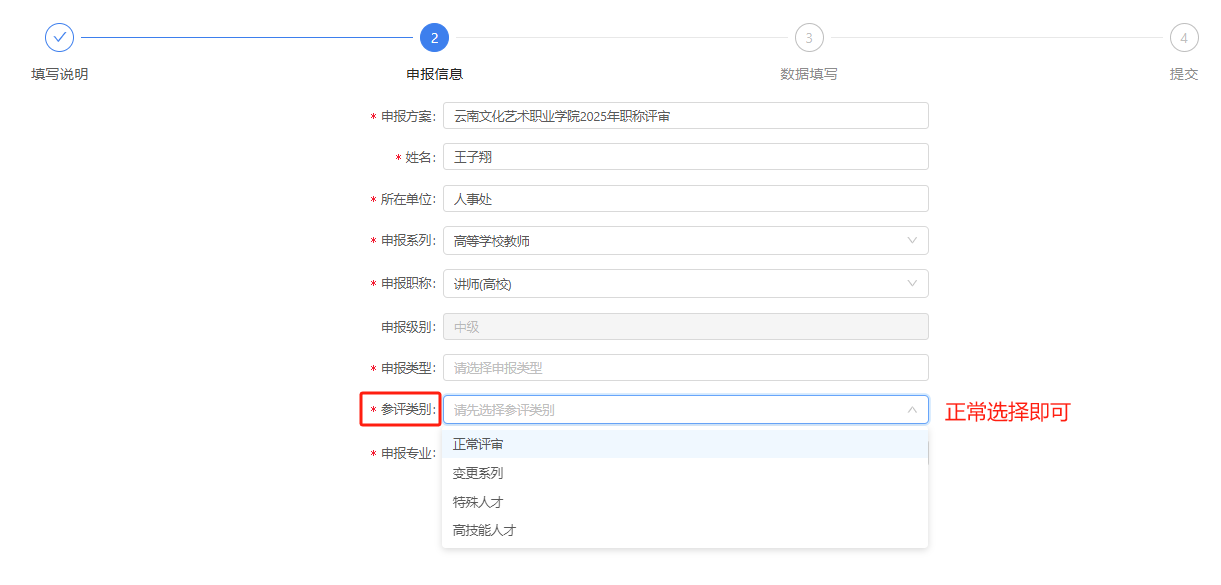 2 3 4
填写说明 申报信息 数据填写 提交
* 申报方案: 云南文化艺术职业学院2025年职称评审
* 姓名: 王子翔
* 所在单位: 人事处
* 申报系列: 高等学校教师
* 申报职称: 讲师(高校)
申报级别: 中级
* 申报类型: 请选择申报类型
* 参评类别: 请先选择参评类别 正常选择即可
正常评审
* 申报专业:
变更系列
特殊人才
高技能人才